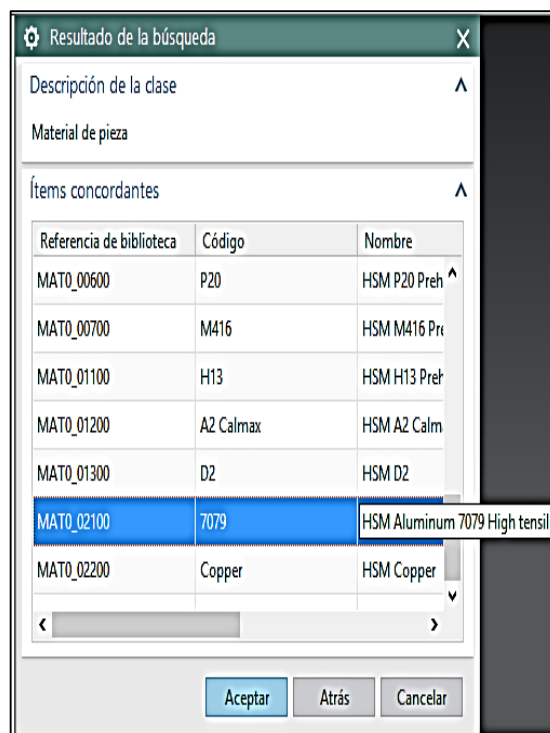 Resultado de la búsqueda
Descripción de la clase
Material de pieza
Ítems concordantes
Referencia de biblioteca Código Nombre
MAT0_00600 P20 HSM P20 Preh
MAT0_00700 M416 HSM M416 Pre
MAT0_01100 H13 HSM H13 Preh
MAT0_01200 A2 Calmax HSM A2 Calm
MAT0_01300 D2 HSM D2
MAT0_02100 7079 HSM Aluminum 7079 High tensil
MAT0_02200 Copper HSM Copper
Aceptar Atrás Cancelar